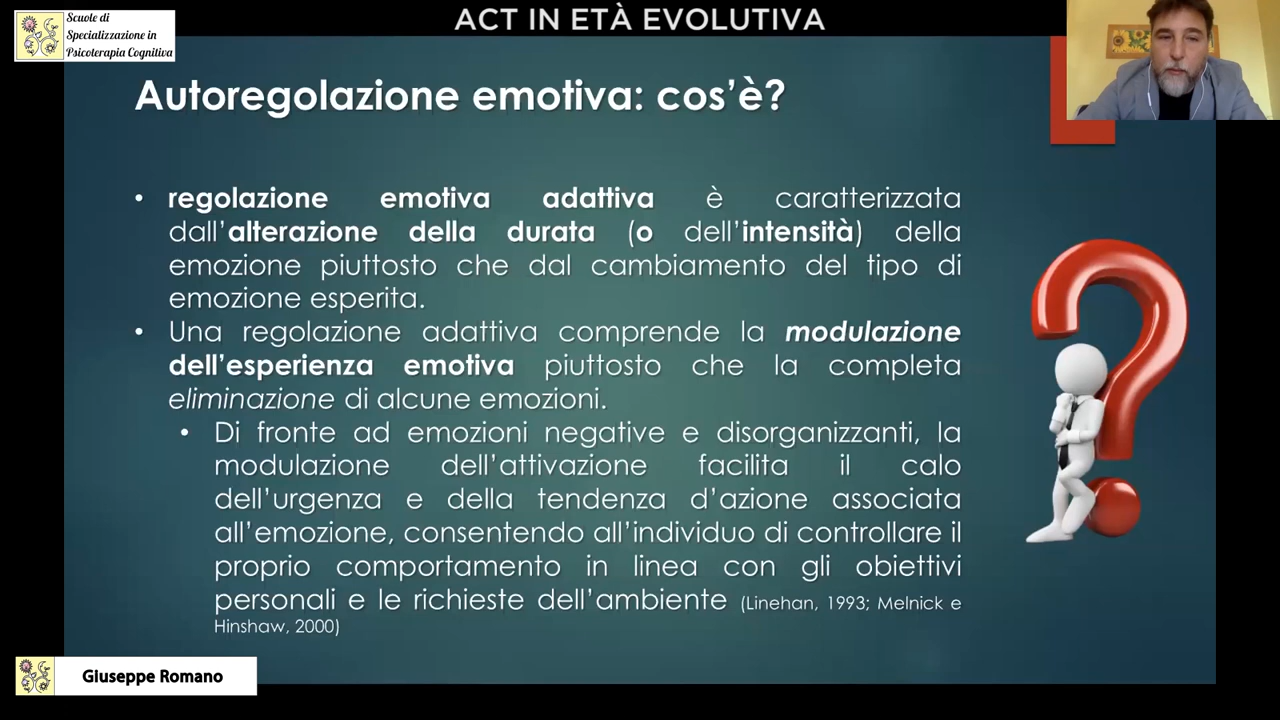 ACT IN ETÀ EVOLUTIVA
Scuole di
Specializzazione in
Psicoterapia Cognitiva
Autoregolazione emotiva: cos'è?
• regolazione emotiva adattiva è caratterizzata
dall'alterazione della durata (o dell'intensità) della
emozione piuttosto che dal cambiamento del tipo di
emozione esperita.
• Una regolazione adattiva comprende la modulazione
dell'esperienza emotiva piuttosto che la completa
eliminazione di alcune emozioni.
• Di fronte ad emozioni negative e disorganizzanti, la
modulazione dell'attivazione facilita il calo
dell'urgenza e della tendenza d'azione associata
all'emozione, consentendo all'individuo di controllare il
proprio comportamento in linea con gli obiettivi
personali e le richieste dell'ambiente (Linehan, 1993; Melnick e
Hinshaw, 2000)
Giuseppe Romano